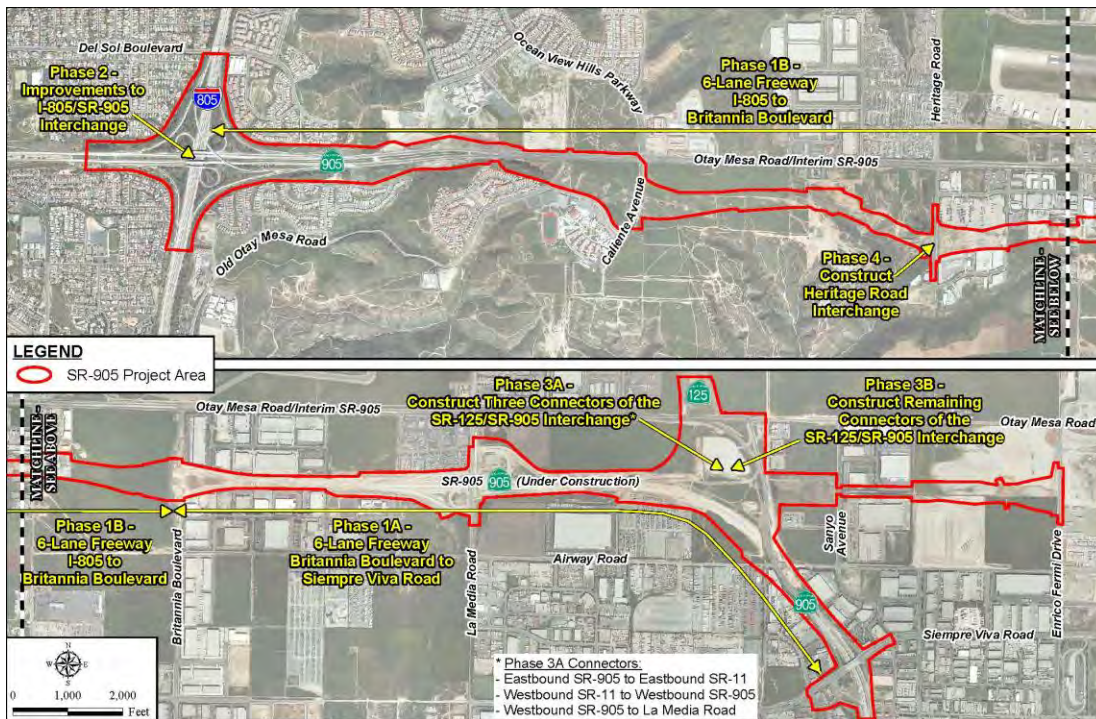 Del Sol Boulevard
Phase 2 -
Improvements to
I-805/SR-905
Interchange
805
905
Ocean View Hills
Parkway
Phase 1B -
6-Lane Freeway
I-805 to
Britannia Boulevard
Heritage Road
Otay Mesa Road/Interim SR-905
Old Otay Mesa Road
Caliente Avenue
Phase 4 -
Construct
Heritage Road
Interchange
MATCHLINE -
SEE BELOW
LEGEND
SR-905 Project Area
MATCHLINE -
SEE ABOVE
Otay Mesa Road/Interim SR-905
Phase 3A -
Construct Three Connectors of the
SR-125/SR-905 Interchange*
125
Phase 3B -
Construct Remaining
Connectors of the
SR-125/SR-905 Interchange
Otay Mesa Road
SR-905
905
(Under Construction)
Phase 1B -
6-Lane Freeway
I-805 to
Britannia Boulevard
Britannia Boulevard
Phase 1A -
6-Lane Freeway
Britannia Boulevard to
Siempre Viva Road
La Media Road
Airway Road
Sanyo
Avenue
905
Siempre Viva Road
Enrico Fermi Drive
N
W
E
S
0 1,000 2,000
Feet
* Phase 3A Connectors:
- Eastbound SR-905 to Eastbound SR-11
- Westbound SR-11 to Westbound SR-905
- Westbound SR-905 to La Media Road